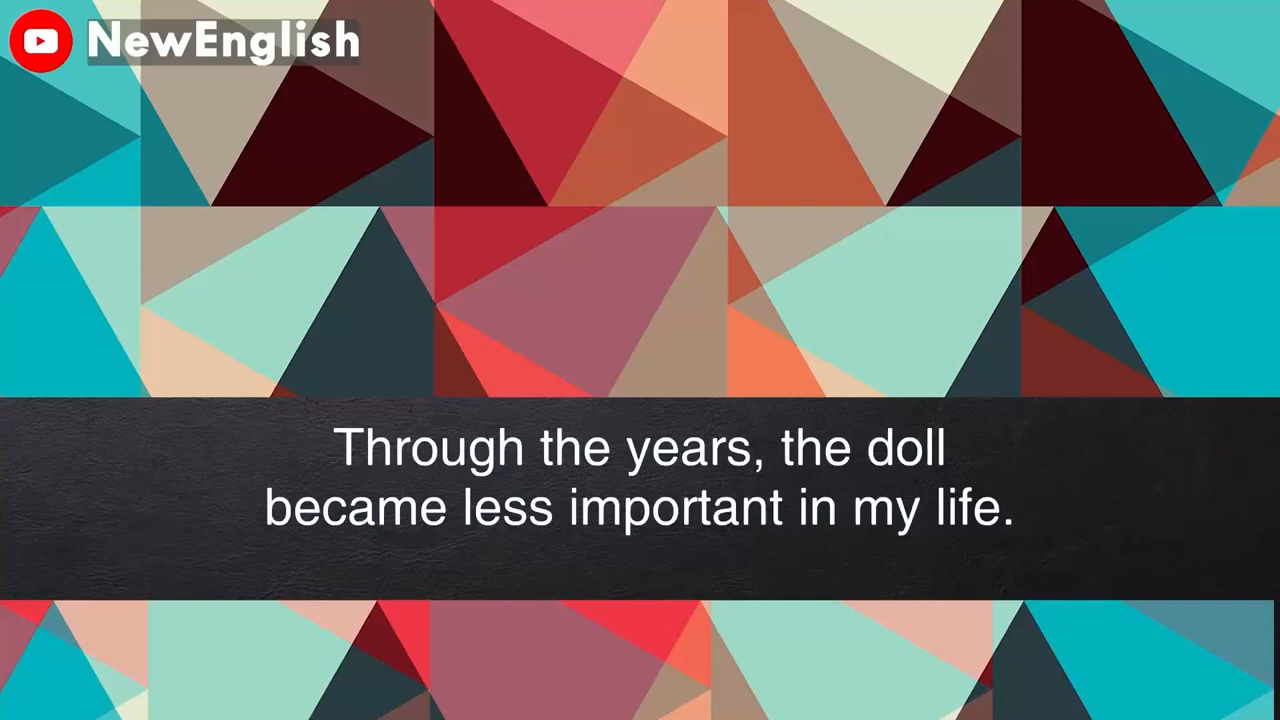 NewEnglish
Through the years, the doll
became less important in my life.